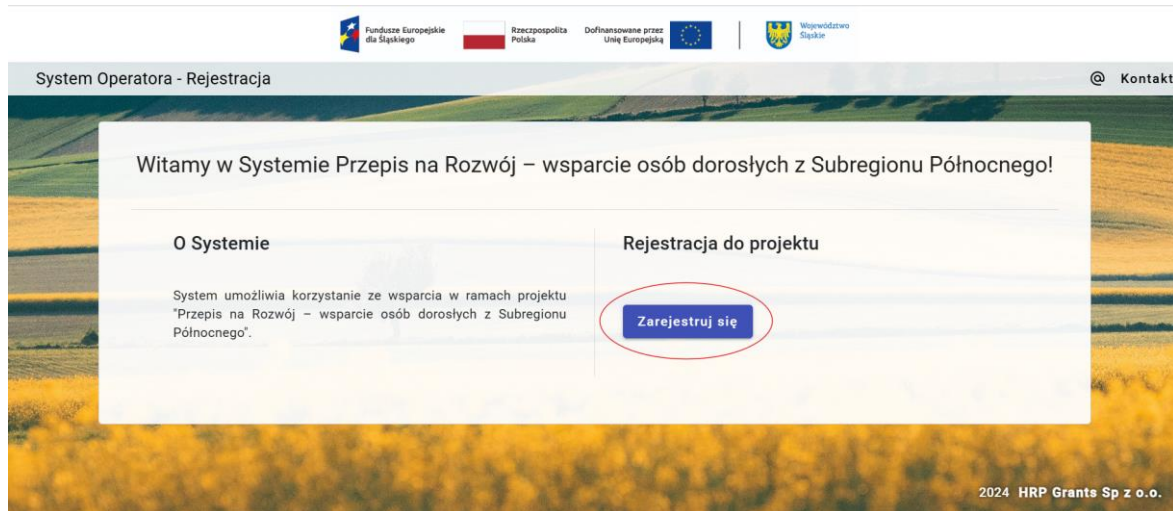 Fundusze Europejskie
dla Śląskiego
Rzeczpospolita
Polska
Dofinansowane przez
Unię Europejską
Województwo
Śląskie
System Operatora - Rejestracja
@ Kontakt
Witamy w Systemie Przepis na Rozwój – wsparcie osób dorosłych z Subregionu Północnego!
O Systemie
System umożliwia korzystanie ze wsparcia w ramach projektu
"Przepis na Rozwój – wsparcie osób dorosłych z Subregionu
Północnego".
Rejestracja do projektu
Zarejestruj się
2024 HRP Grants Sp z o.o.